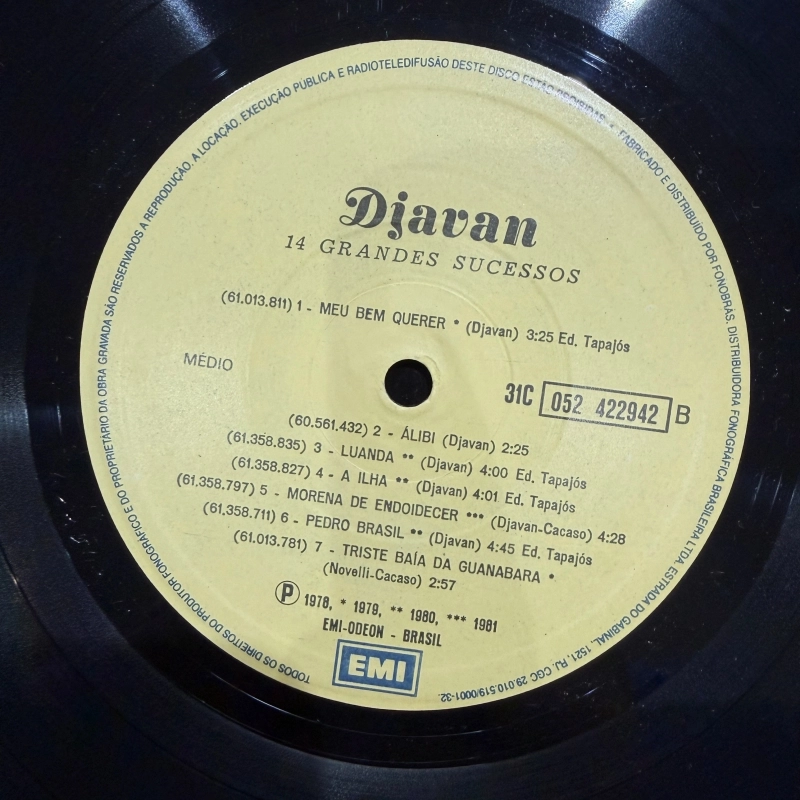 TODOS OS DIREITOS DO PRODUTOR FONOGRÁFICO E DO PROPRIETÁRIO DA OBRA GRAVADA SÃO RESERVADOS A REPRODUÇÃO. A LOCAÇÃO. EXECUÇÃO PÚBLICA E RADIOTELEDIFUSÃO DESTE DISCO ESTÃO PROIBIDAS • FABRICADO E DISTRIBUIDO POR FONOBRÁS. DISTRIBUIDORA FONOGRÁFICA BRASILEIRA LTDA. ESTRADA DO GABINAL, 1521, RJ, CGC 29.010.519/0001-32.
Djavan
14 GRANDES SUCESSOS
(61.013.811) 1 - MEU BEM QUERER * (Djavan) 3:25 Ed. Tapajós
MÉDIO
31C 052 422942 B
(60.561.432) 2 - ÁLIBI (Djavan) 2:25
(61.358.835) 3 - LUANDA ** (Djavan) 4:00 Ed. Tapajós
(61.358.827) 4 - A ILHA ** (Djavan) 4:01 Ed. Tapajós
(61.358.797) 5 - MORENA DE ENDOIDECER *** (Djavan-Cacaso) 4:28
(61.358.711) 6 - PEDRO BRASIL ** (Djavan) 4:45 Ed. Tapajós
(61.013.781) 7 - TRISTE BAÍA DA GUANABARA *
(Novelli-Cacaso) 2:57
Ⓟ 1978, * 1979, ** 1980, *** 1981
EMI-ODEON - BRASIL
EMI